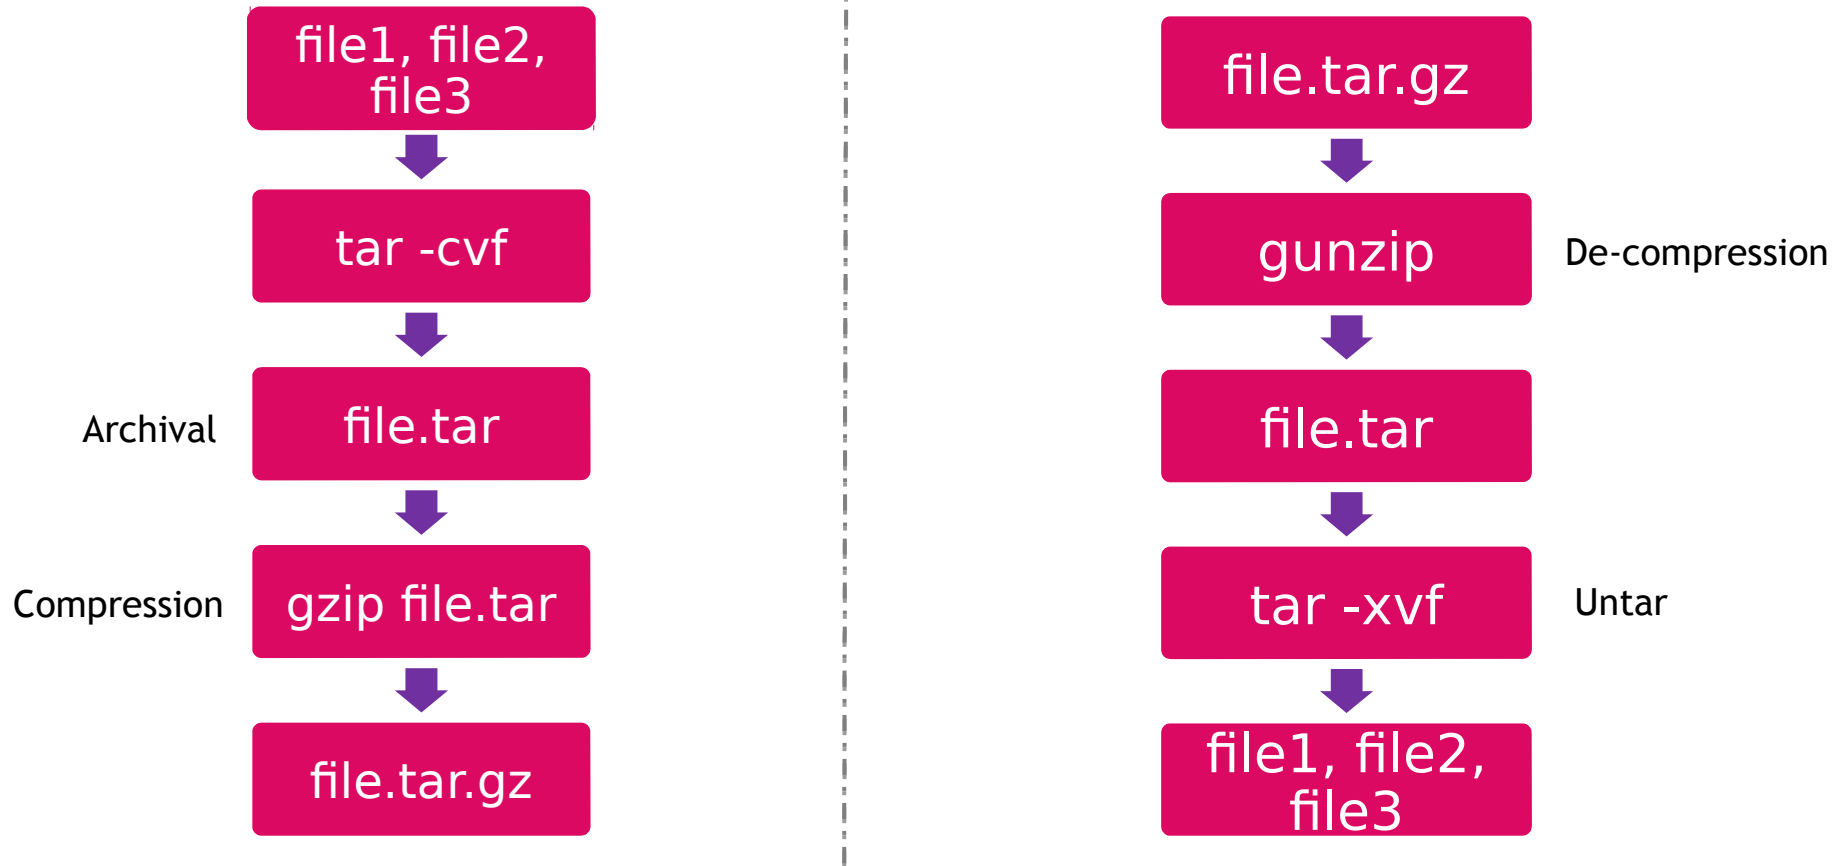 file1, file2,
file3
tar -cvf
Archival
file.tar
Compression
gzip file.tar
file.tar.gz
file.tar.gz
gunzip
De-compression
file.tar
tar -xvf
Untar
file1, file2,
file3